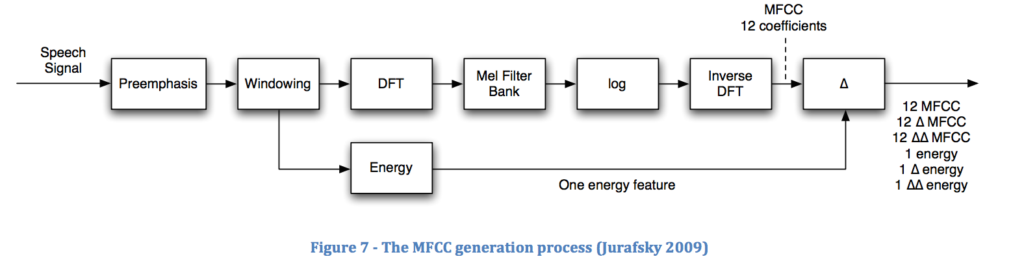 MFCC
12 coefficients
Speech
Signal
Preemphasis
Windowing
DFT
Mel Filter
Bank
log
Inverse
DFT
Δ
12 MFCC
12 Δ MFCC
12 ΔΔ MFCC
1 energy
1 Δ energy
1 ΔΔ energy
Energy
One energy feature
Figure 7 - The MFCC generation process (Jurafsky 2009)